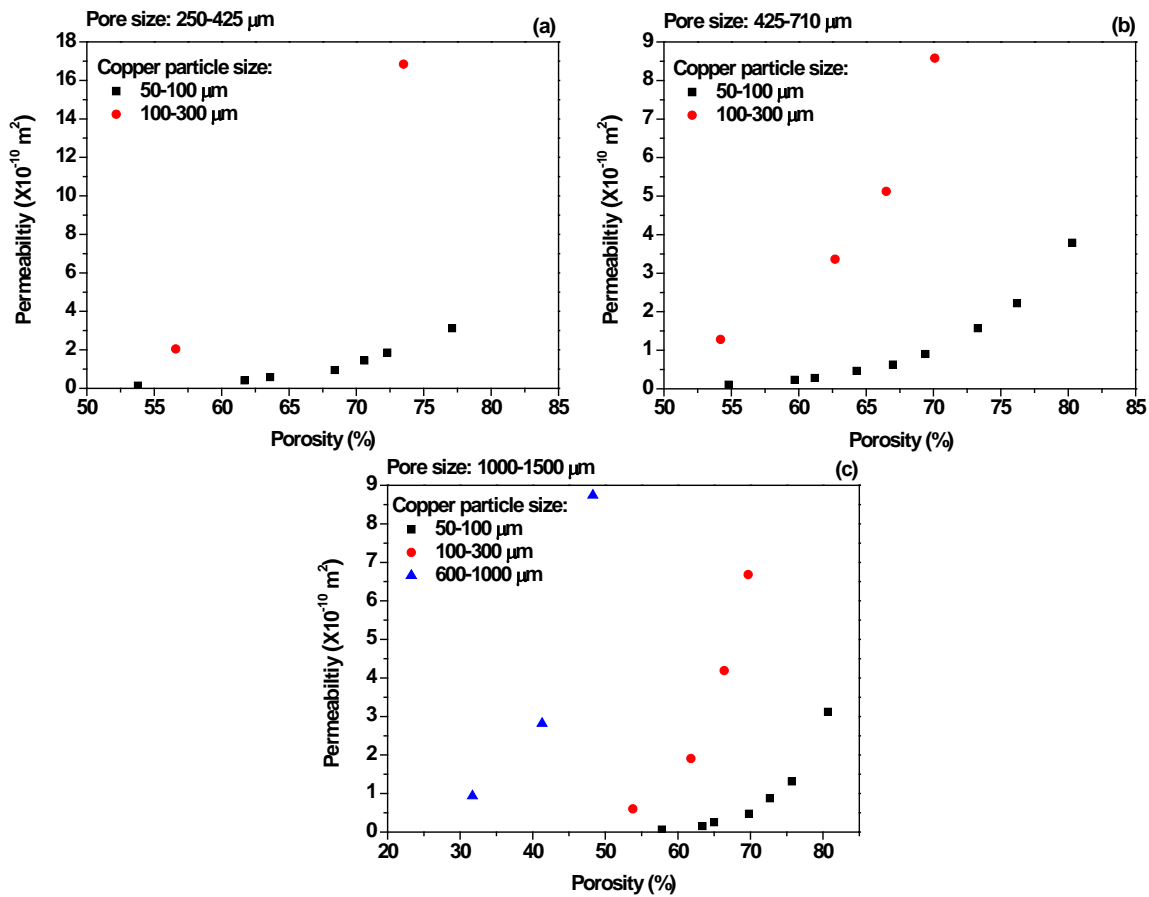 Pore size: 250-425 μm
(a)
Copper particle size:
50-100 μm
100-300 μm
Permeabiltiy (X10⁻¹⁰ m²)
18
16
14
12
10
8
6
4
2
0
50 55 60 65 70 75 80 85
Porosity (%)
Pore size: 425-710 μm
(b)
Copper particle size:
50-100 μm
100-300 μm
Permeabiltiy (X10⁻¹⁰ m²)
9
8
7
6
5
4
3
2
1
0
50 55 60 65 70 75 80 85
Porosity (%)
Pore size: 1000-1500 μm
(c)
Copper particle size:
50-100 μm
100-300 μm
600-1000 μm
Permeabiltiy (X10⁻¹⁰ m²)
9
8
7
6
5
4
3
2
1
0
20 30 40 50 60 70 80
Porosity (%)